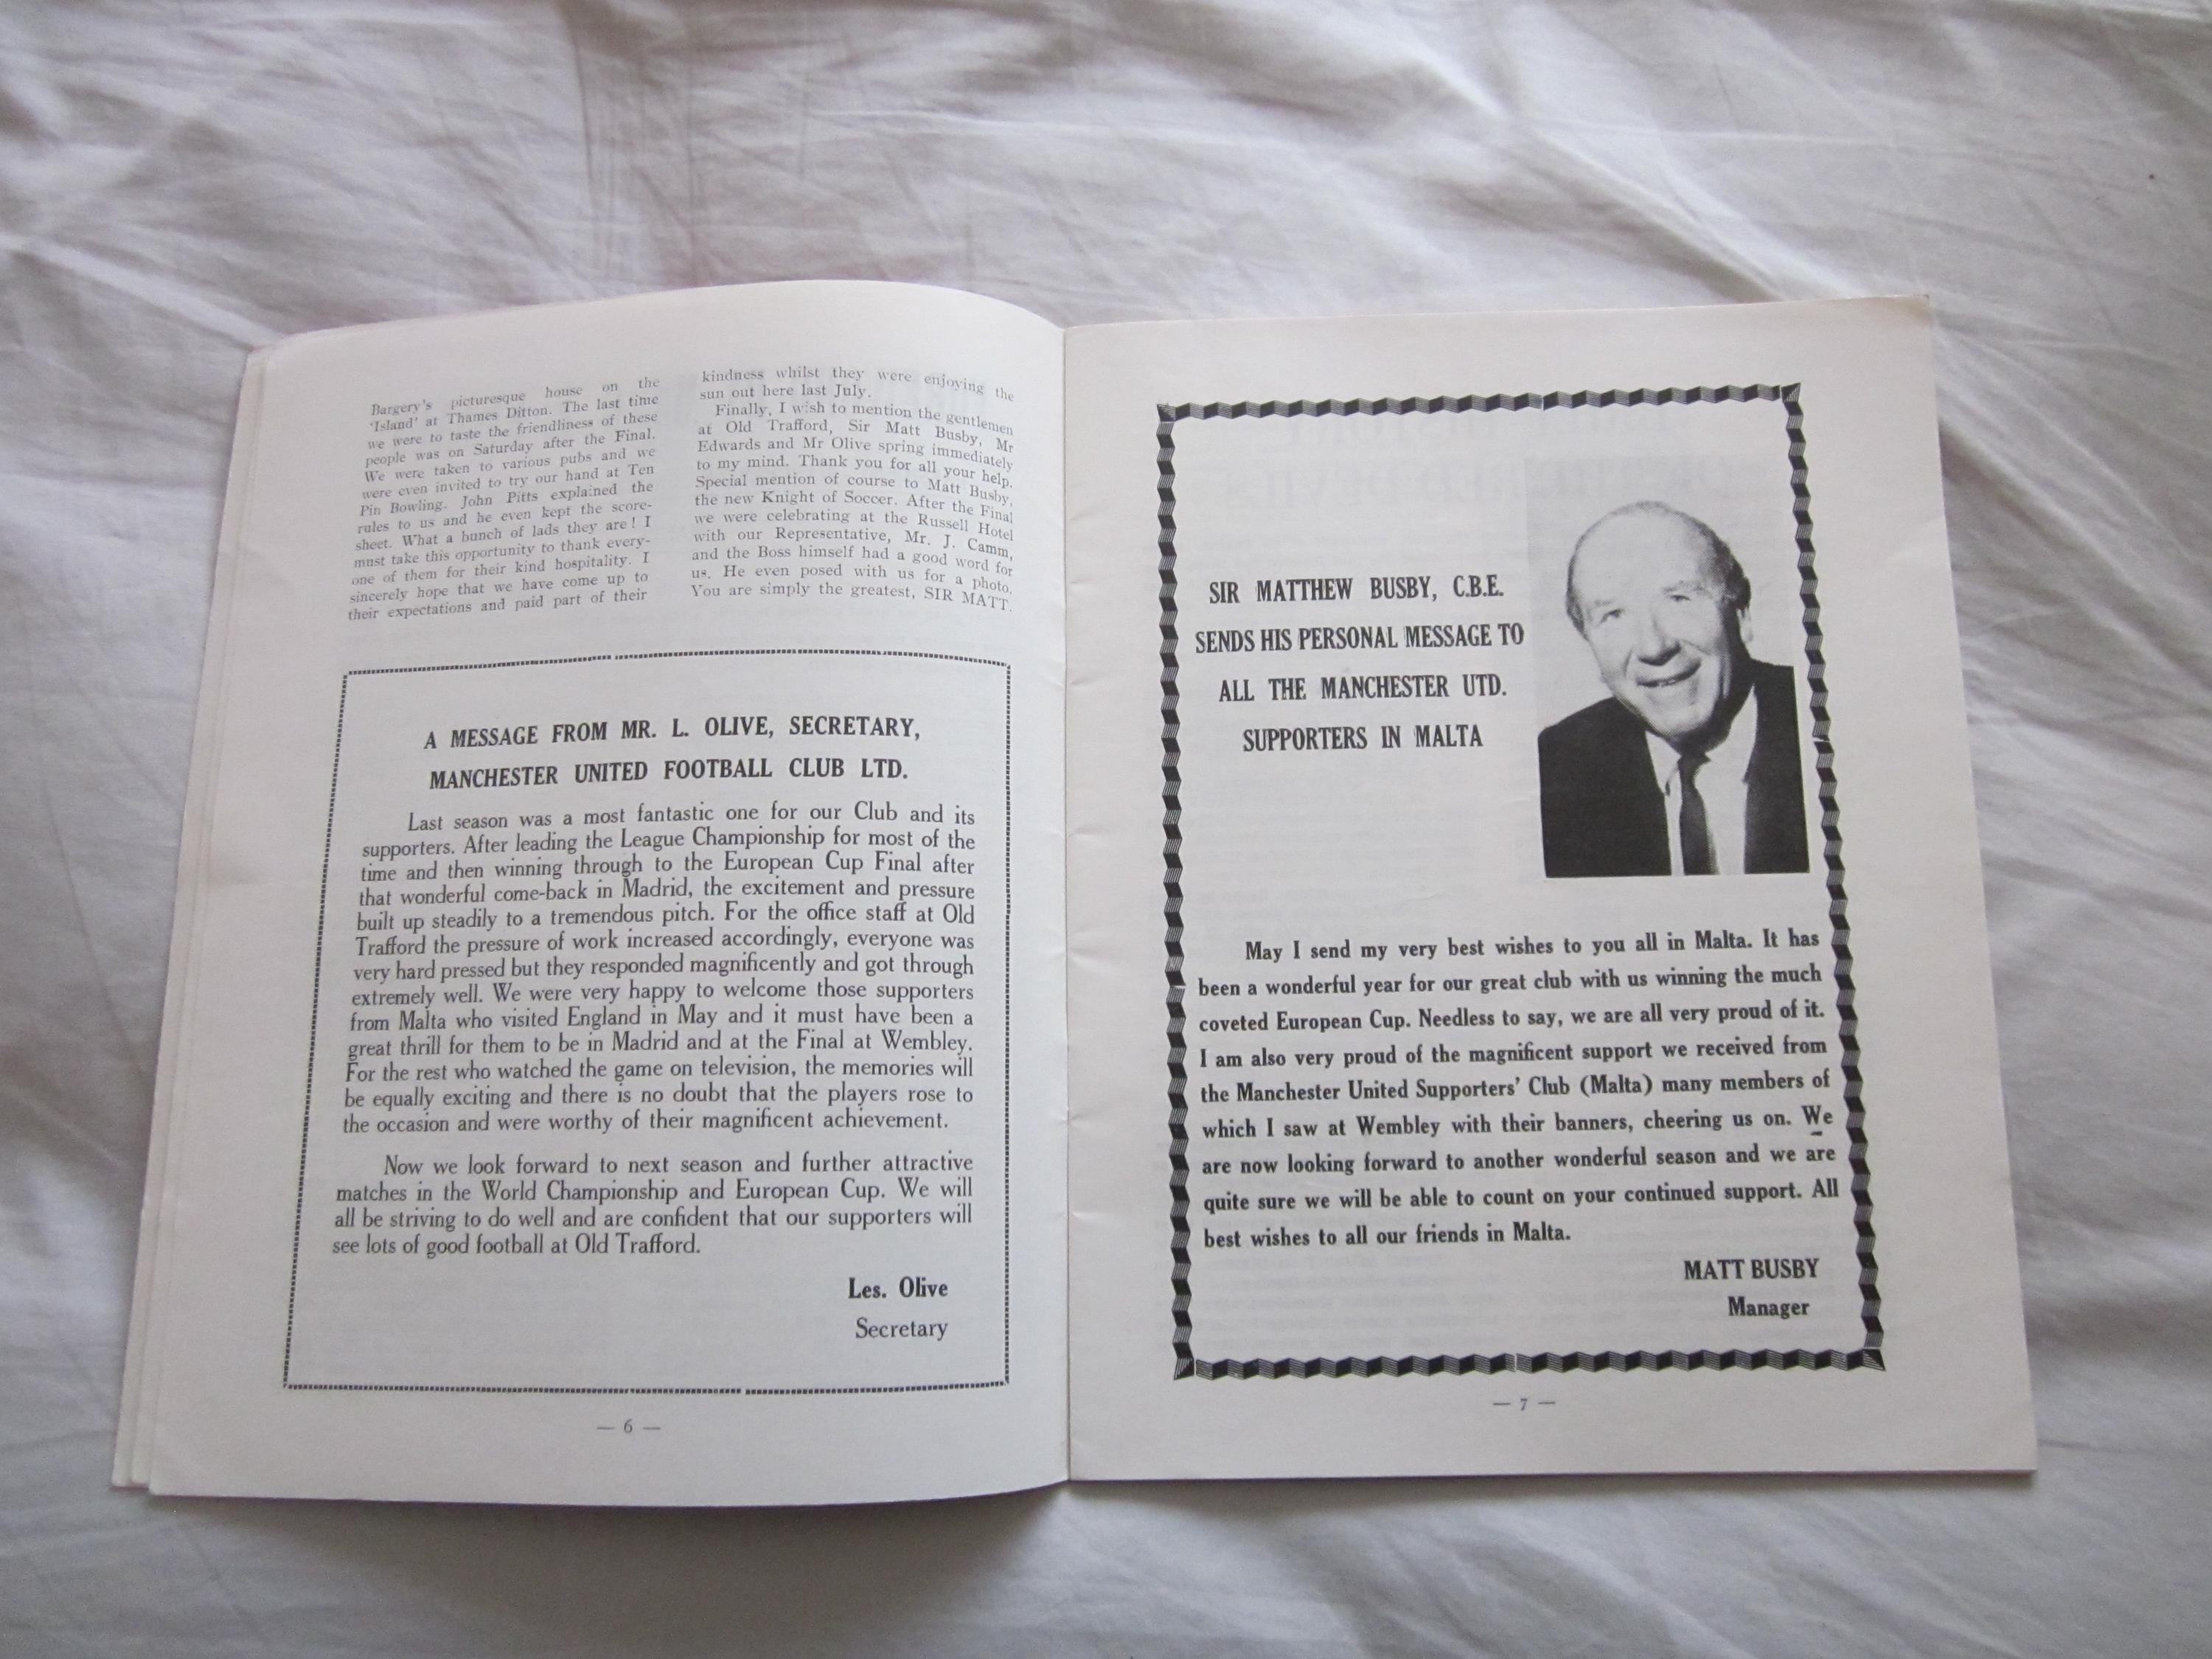 Bargery's picturesque house on the
'Island' at Thames Ditton. The last time
we were to taste the friendliness of these
people was on Saturday after the Final.
We were taken to various pubs and we
were even invited to try our hand at Ten
Pin Bowling. John Pitts explained the
rules to us and he even kept the score-
sheet. What a bunch of lads they are! I
must take this opportunity to thank every-
one of them for their kind hospitality. I
sincerely hope that we have come up to
their expectations and paid part of their
kindness whilst they were enjoying the
sun out here last July.
Finally, I wish to mention the gentlemen
at Old Trafford, Sir Matt Busby, Mr
Edwards and Mr Olive spring immediately
to my mind. Thank you for all your help.
Special mention of course to Matt Busby,
the new Knight of Soccer. After the Final
we were celebrating at the Russell Hotel
with our Representative, Mr. J. Camm,
and the Boss himself had a good word for
us. He even posed with us for a photo.
You are simply the greatest, SIR MATT.
A MESSAGE FROM MR. L. OLIVE, SECRETARY,
MANCHESTER UNITED FOOTBALL CLUB LTD.
Last season was a most fantastic one for our Club and its
supporters. After leading the League Championship for most of the
time and then winning through to the European Cup Final after
that wonderful come-back in Madrid, the excitement and pressure
built up steadily to a tremendous pitch. For the office staff at Old
Trafford the pressure of work increased accordingly, everyone was
very hard pressed but they responded magnificently and got through
extremely well. We were very happy to welcome those supporters
from Malta who visited England in May and it must have been a
great thrill for them to be in Madrid and at the Final at Wembley.
For the rest who watched the game on television, the memories will
be equally exciting and there is no doubt that the players rose to
the occasion and were worthy of their magnificent achievement.
Now we look forward to next season and further attractive
matches in the World Championship and European Cup. We will
all be striving to do well and are confident that our supporters will
see lots of good football at Old Trafford.
Les. Olive
Secretary
— 6 —
SIR MATTHEW BUSBY, C.B.E.
SENDS HIS PERSONAL MESSAGE TO
ALL THE MANCHESTER UTD.
SUPPORTERS IN MALTA
May I send my very best wishes to you all in Malta. It has
been a wonderful year for our great club with us winning the much
coveted European Cup. Needless to say, we are all very proud of it.
I am also very proud of the magnificent support we received from
the Manchester United Supporters' Club (Malta) many members of
which I saw at Wembley with their banners, cheering us on. We
are now looking forward to another wonderful season and we are
quite sure we will be able to count on your continued support. All
best wishes to all our friends in Malta.
MATT BUSBY
Manager
— 7 —